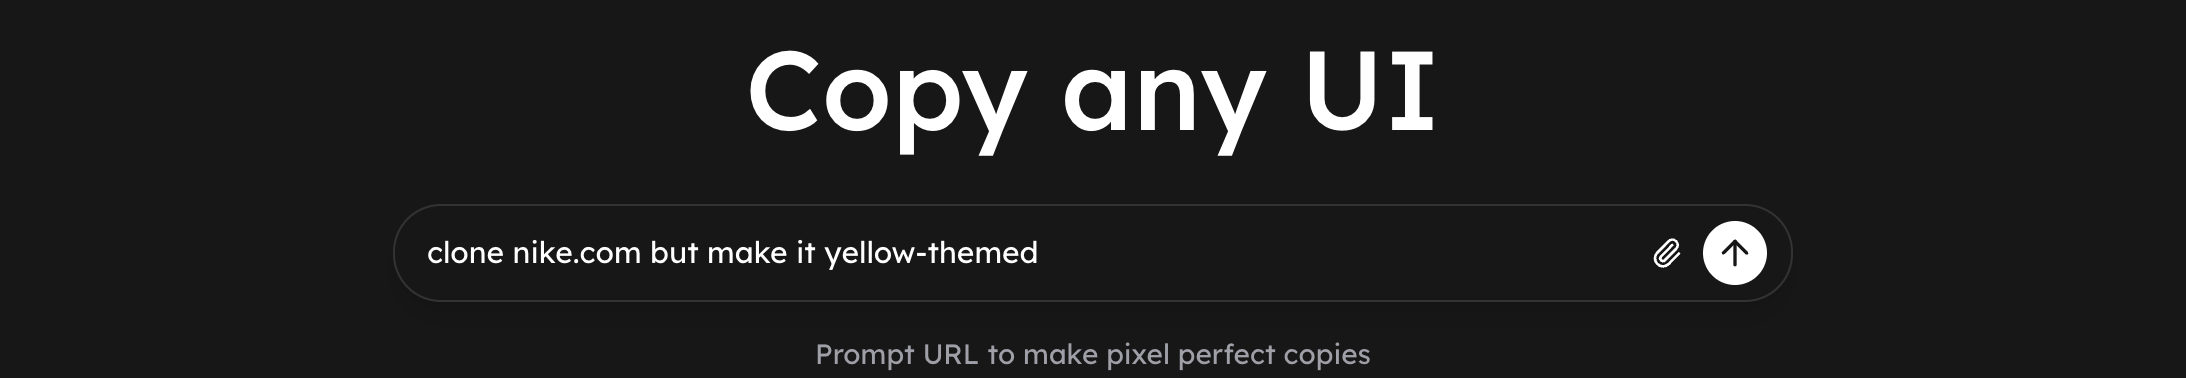 Copy any UI
clone nike.com but make it yellow-themed
Prompt URL to make pixel perfect copies